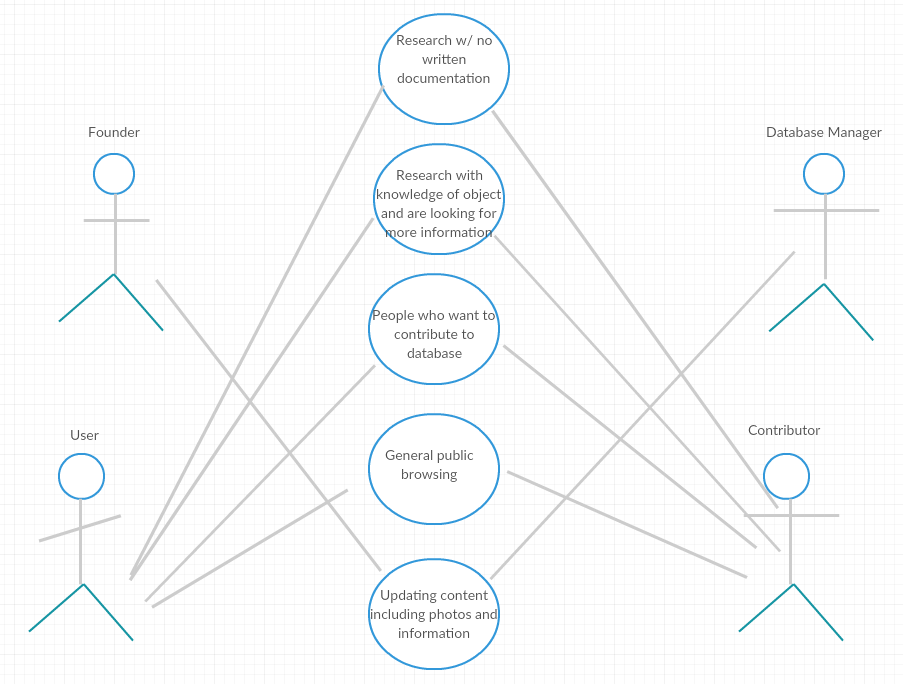 Research w/ no
written
documentation
Founder
Database Manager
Research with
knowledge of object
and are looking for
more information
People who want to
contribute to
database
User
Contributor
General public
browsing
Updating content
including photos and
information